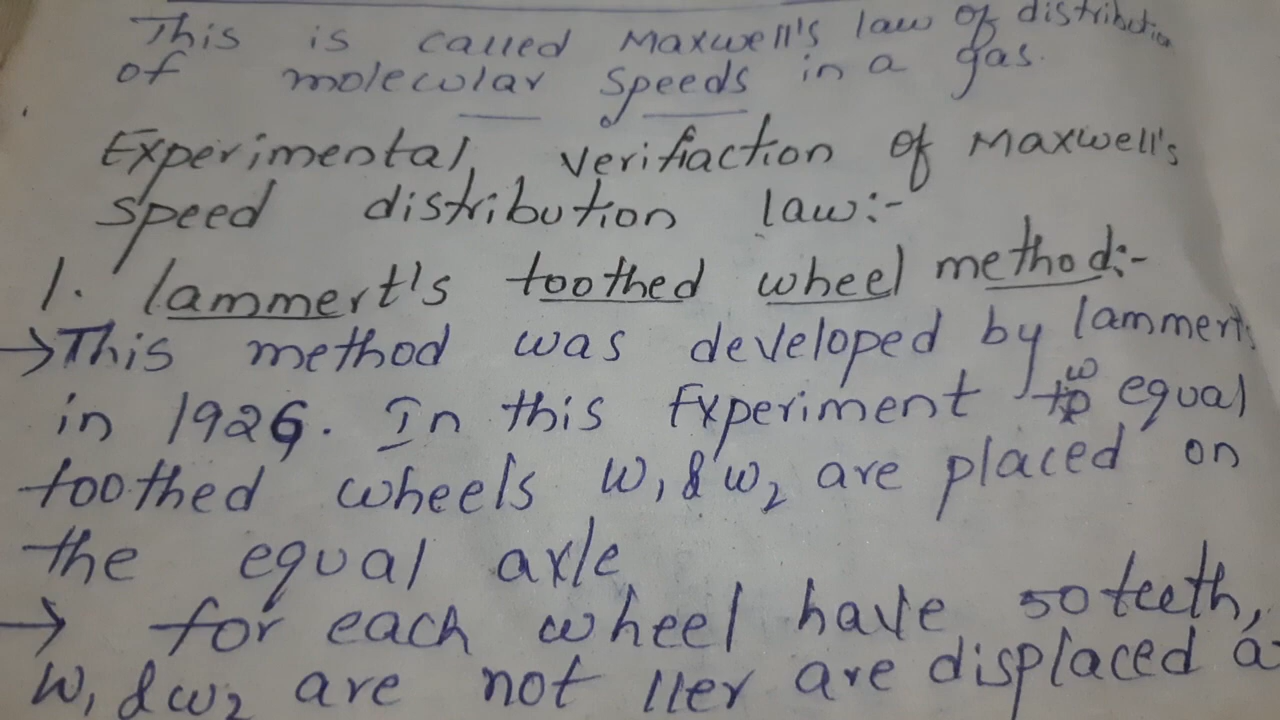 This is called Maxwell's law of distribution
of molecular speeds in a gas.
Experimental verifiaction of Maxwell's
speed distribution law:-
1. lammert's toothed wheel method:-
→This method was developed by lammert
in 1926. In this Experiment two equal
toothed wheels W₁ & W₂ are placed on
the equal axle
→ for each wheel have 50 teeth,
W₁ & W₂ are not ller are displaced a